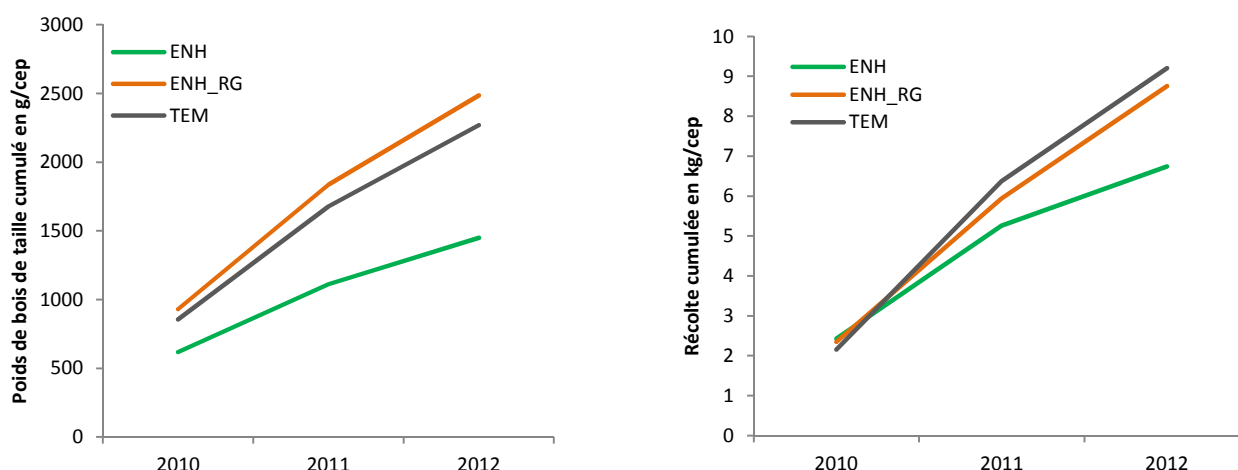 Poids de bois de taille cumulé en g/cep
3000
2500
2000
1500
1000
500
0
ENH
ENH_RG
TEM
2010 2011 2012
Récolte cumulée en kg/cep
10
9
8
7
6
5
4
3
2
1
0
ENH
ENH_RG
TEM
2010 2011 2012